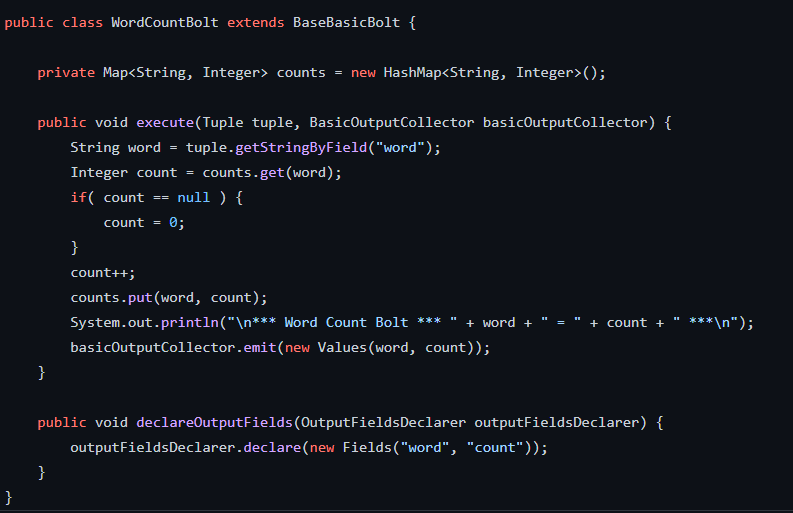 public class WordCountBolt extends BaseBasicBolt {
private Map<String, Integer> counts = new HashMap<String, Integer>();
public void execute(Tuple tuple, BasicOutputCollector basicOutputCollector) {
String word = tuple.getStringByField("word");
Integer count = counts.get(word);
if( count == null ) {
count = 0;
}
count++;
counts.put(word, count);
System.out.println("\n*** Word Count Bolt *** " + word + " = " + count + " ***\n");
basicOutputCollector.emit(new Values(word, count));
}
public void declareOutputFields(OutputFieldsDeclarer outputFieldsDeclarer) {
outputFieldsDeclarer.declare(new Fields("word", "count"));
}
}